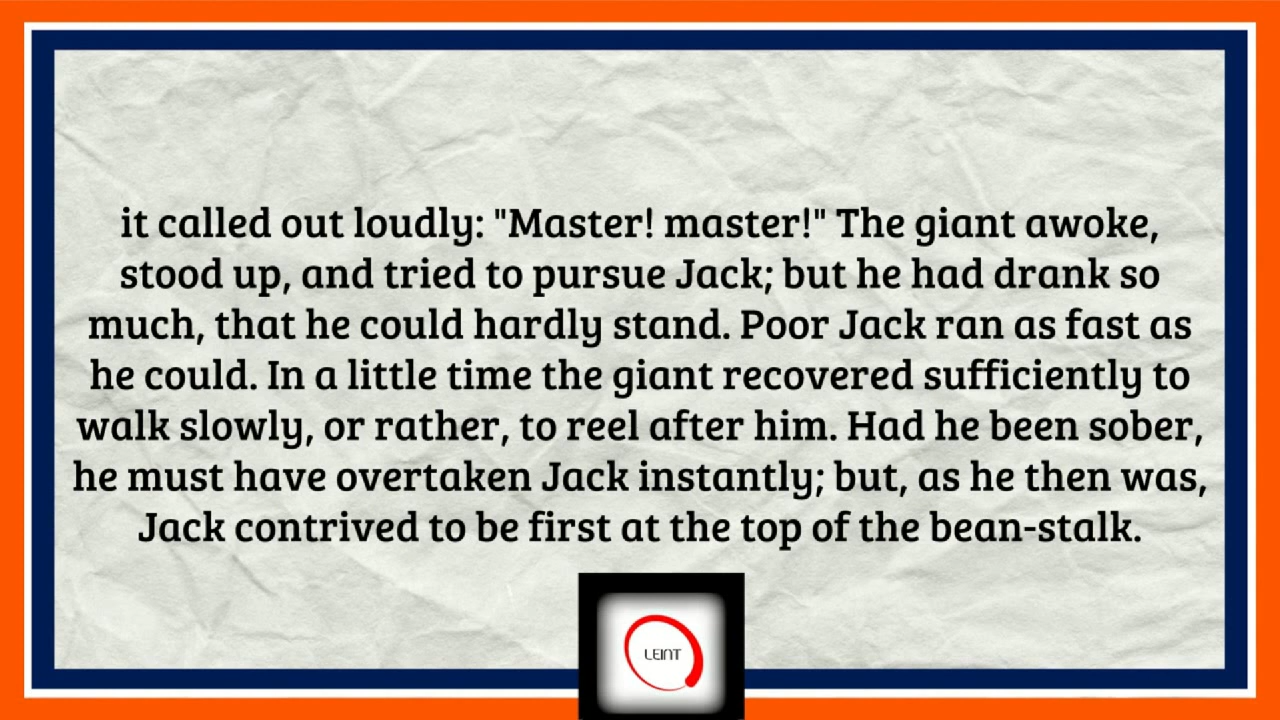 it called out loudly: "Master! master!" The giant awoke,
stood up, and tried to pursue Jack; but he had drank so
much, that he could hardly stand. Poor Jack ran as fast as
he could. In a little time the giant recovered sufficiently to
walk slowly, or rather, to reel after him. Had he been sober,
he must have overtaken Jack instantly; but, as he then was,
Jack contrived to be first at the top of the bean-stalk.
LEINT